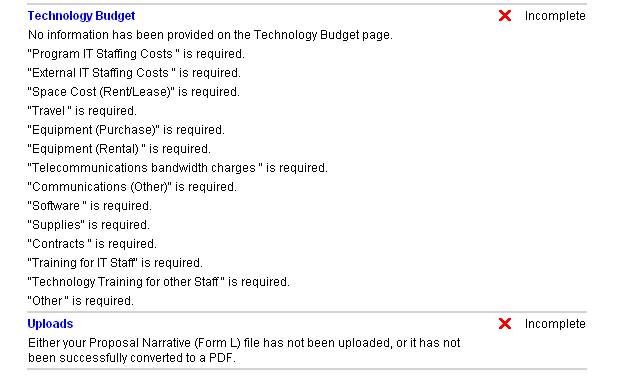 Technology Budget Incomplete
No information has been provided on the Technology Budget page.
"Program IT Staffing Costs " is required.
"External IT Staffing Costs " is required.
"Space Cost (Rent/Lease)" is required.
"Travel " is required.
"Equipment (Purchase)" is required.
"Equipment (Rental) " is required.
"Telecommunications bandwidth charges " is required.
"Communications (Other)" is required.
"Software " is required.
"Supplies" is required.
"Contracts " is required.
"Training for IT Staff" is required.
"Technology Training for other Staff " is required.
"Other " is required.
Uploads Incomplete
Either your Proposal Narrative (Form L) file has not been uploaded, or it has not
been successfully converted to a PDF.